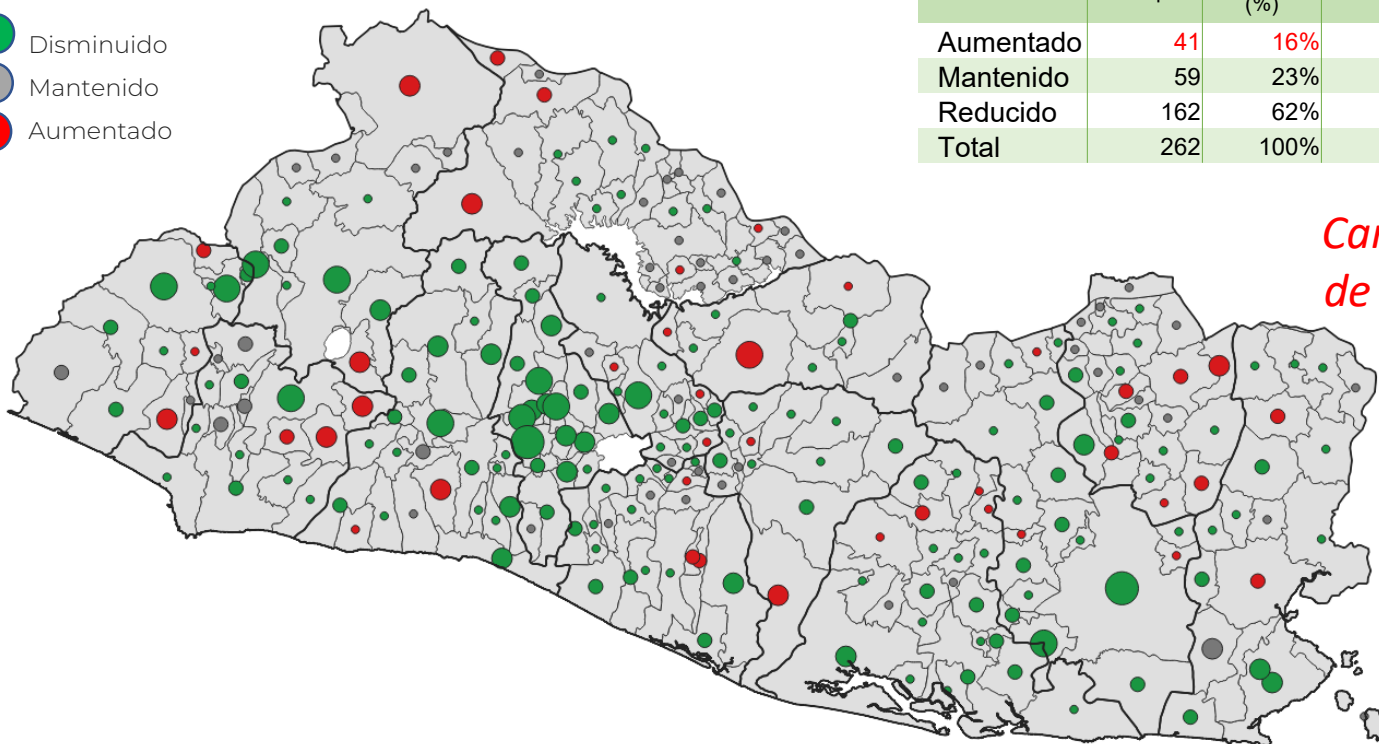 Disminuido
Mantenido
Aumentado
(%)
Aumentado 41 16%
Mantenido 59 23%
Reducido 162 62%
Total 262 100%
de